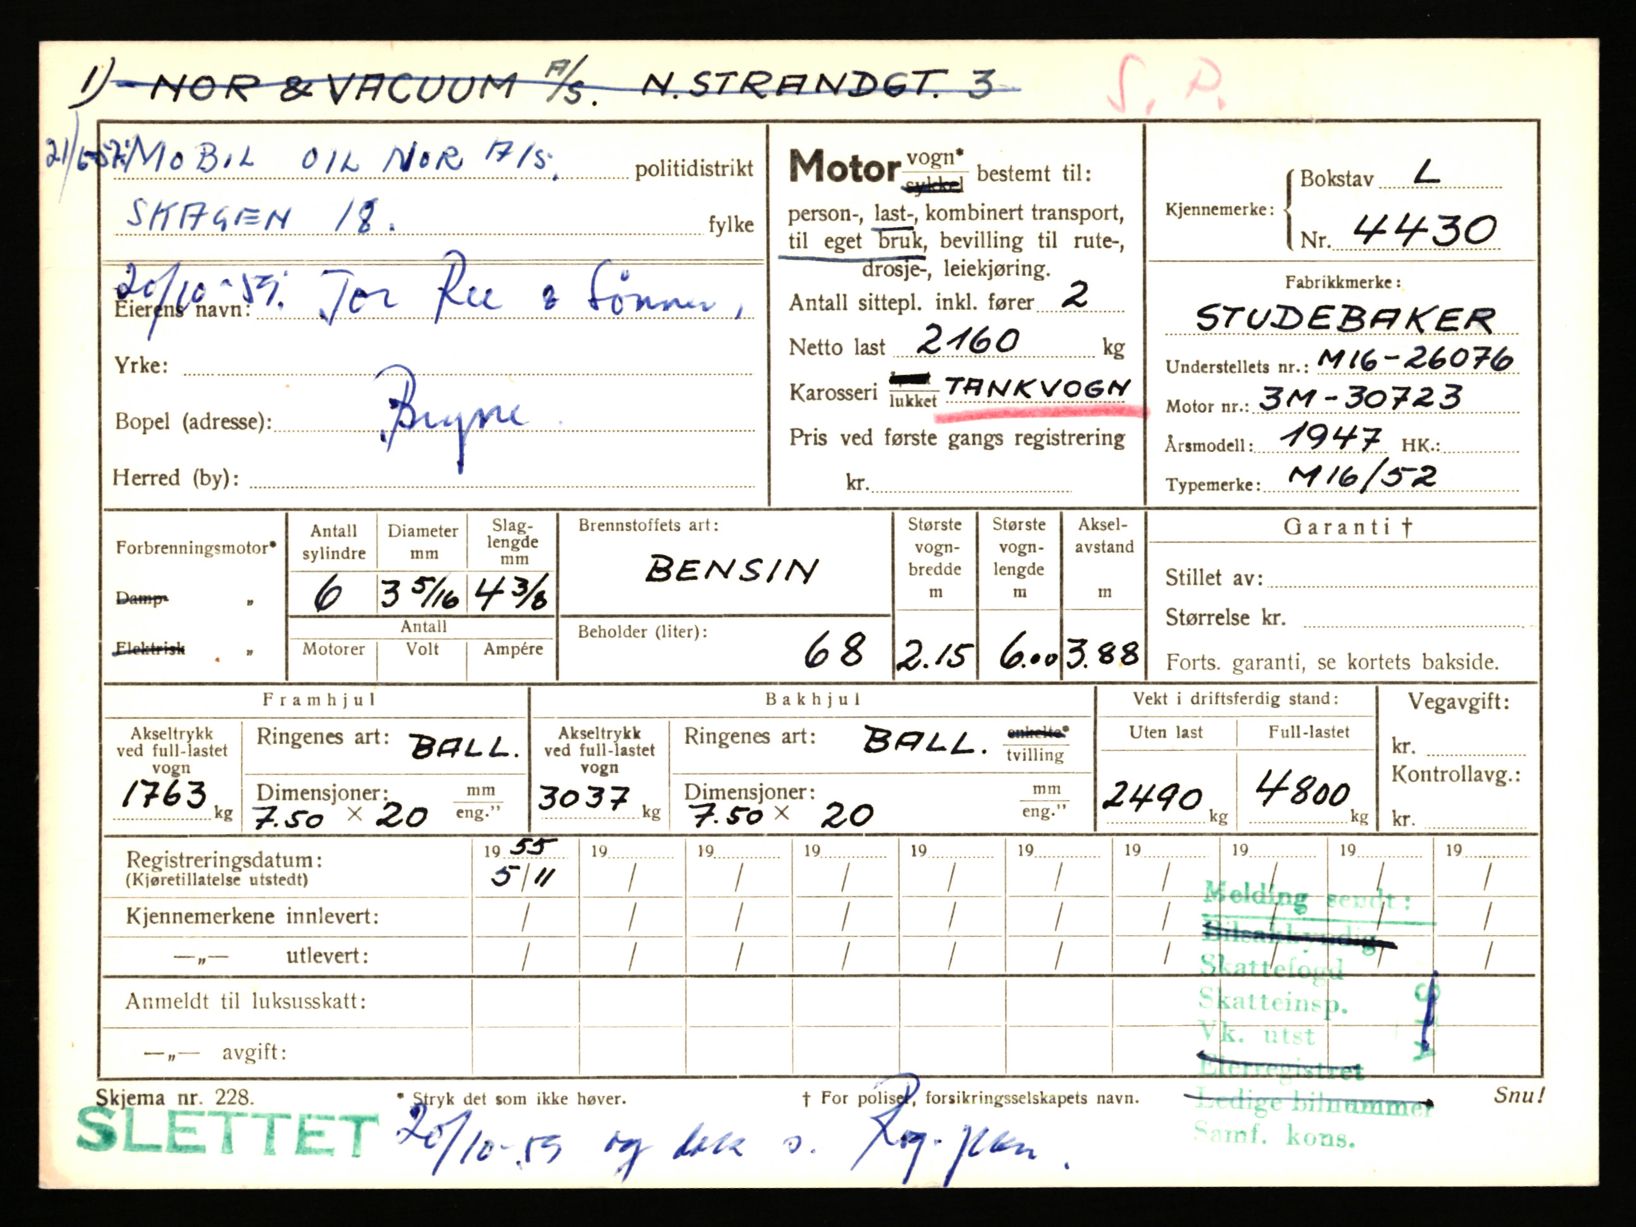 1) NOR & VACUUM A/S. N. STRANDGT. 3 S. P.
21/6-57: MOBIL OIL NOR A/S. politidistrikt
SKAGEN 18. fylke
20/10-59: Tor Ree & Sønner,
Eierens navn:
Yrke:
Bopel (adresse): Bryne
Herred (by):
Motor vogn* sykkel bestemt til:
person-, last-, kombinert transport,
til eget bruk, bevilling til rute-,
drosje-, leiekjøring.
Antall sittepl. inkl. fører 2
Netto last 2160 kg
Karosseri lukket TANKVOGN
Pris ved første gangs registrering
kr.
Kjennemerke: Bokstav L
Nr. 4430
Fabrikkmerke:
STUDEBAKER
Understellets nr.: M16-26076
Motor nr.: 3M-30723
Årsmodell: 1947 HK.:
Typemerke: M16/52
Forbrenningsmotor*
Damp- „
Elektrisk „
Antall sylindre
6
Diameter mm
3 5/16
Slag-lengde mm
4 3/8
Antall
Motorer Volt Ampére
Brennstoffets art:
BENSIN
Beholder (liter):
68
Største vogn-bredde m
2.15
Største vogn-lengde m
6.00
Aksel-avstand m
3.88
Garanti †
Stillet av:
Størrelse kr.
Forts. garanti, se kortets bakside.
Framhjul
Akseltrykk ved full-lastet vogn
1763 kg
Ringenes art: BALL.
Dimensjoner: mm eng."
7.50 × 20
Bakhjul
Akseltrykk ved full-lastet vogn
3037 kg
Ringenes art: BALL. enkelte* tvilling
Dimensjoner: mm eng."
7.50 × 20
Vekt i driftsferdig stand:
Uten last Full-lastet
2490 kg 4800 kg
Vegavgift:
kr.
Kontrollavg.:
kr.
Registreringsdatum: 19 55 19 19 19 19 19 19 19 19 19
(Kjøretillatelse utstedt) 5/11 / / / / / / / / /
Kjennemerkene innlevert: / / / / / / / / / /
—„— utlevert: / / / / / / / / / /
Anmeldt til luksusskatt:
—„— avgift:
Melding sendt:
Bilsakkyndig
Skattefogd
Skatteinsp.
Vk. utst
Eierregistret
Ledige bilnummer
Samf. kons.
Skjema nr. 228. * Stryk det som ikke høver. † For poliser, forsikringsselskapets navn. Snu!
SLETTET 20/10-59 og